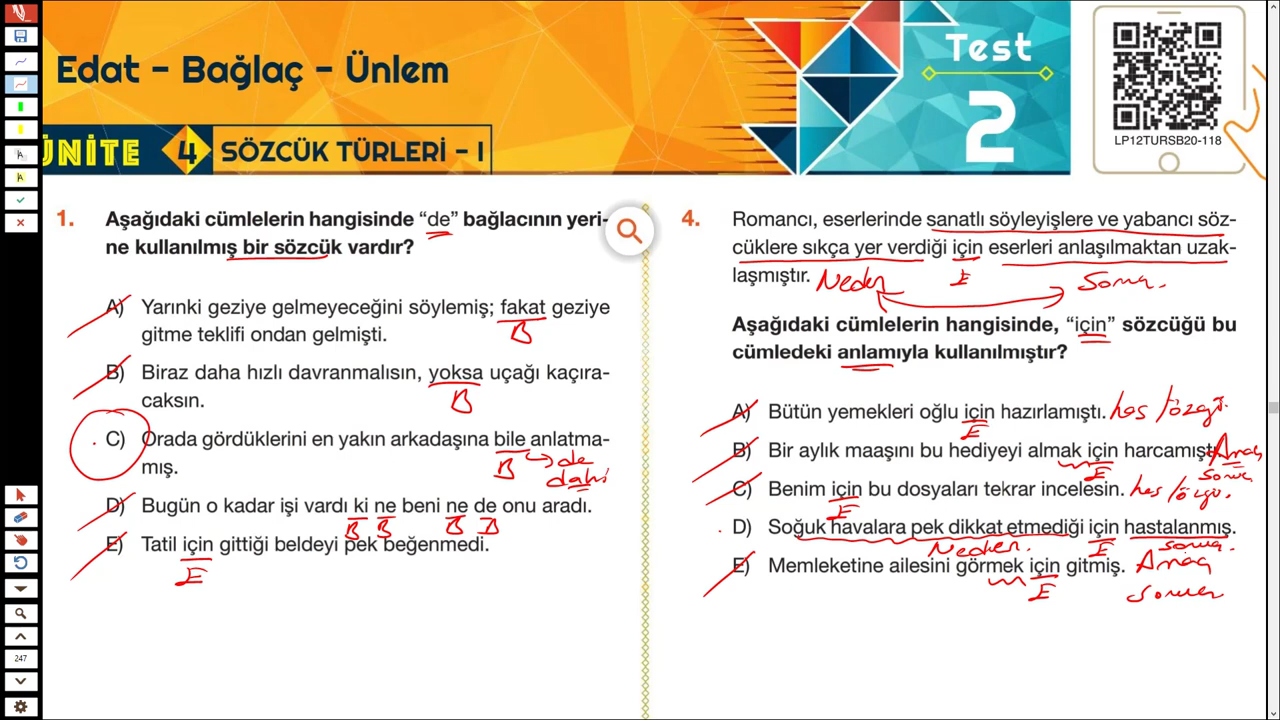 Edat – Bağlaç – Ünlem
Test
2
LP12TURSB20-118
ÜNİTE 4 SÖZCÜK TÜRLERİ – I
1. Aşağıdaki cümlelerin hangisinde “de” bağlacının yeri-
ne kullanılmış bir sözcük vardır?
A) Yarınki geziye gelmeyeceğini söylemiş; fakat geziye
B
gitme teklifi ondan gelmişti.
B) Biraz daha hızlı davranmalısın, yoksa uçağı kaçıra-
B
caksın.
C) Orada gördüklerini en yakın arkadaşına bile anlatma-
B de
mış.
dahi
D) Bugün o kadar işi vardı ki ne beni ne de onu aradı.
B B B B
E) Tatil için gittiği beldeyi pek beğenmedi.
E
4. Romancı, eserlerinde sanatlı söyleyişlere ve yabancı söz-
cüklere sıkça yer verdiği için eserleri anlaşılmaktan uzak-
laşmıştır. Neden E Sonuç.
Aşağıdaki cümlelerin hangisinde, “için” sözcüğü bu
cümledeki anlamıyla kullanılmıştır?
A) Bütün yemekleri oğlu için hazırlamıştı. has / özgü.
E
B) Bir aylık maaşını bu hediyeyi almak için harcamıştı. Amaç
E sonuç
C) Benim için bu dosyaları tekrar incelesin. has / özgü.
E
D) Soğuk havalara pek dikkat etmediği için hastalanmış.
Neden. E sonuç.
E) Memleketine ailesini görmek için gitmiş. Amaç
E sonuç
247